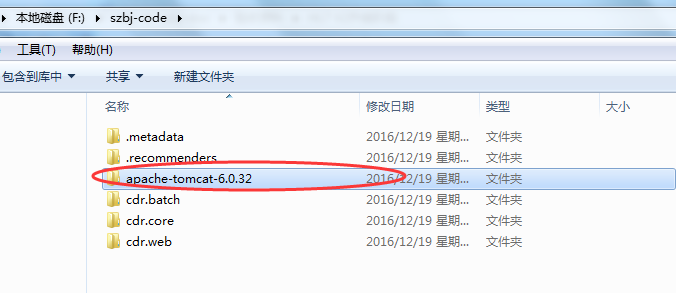 本地磁盘 (F:) ▸ szbj-code ▸
工具(T) 帮助(H)
包含到库中 共享 新建文件夹
名称 修改日期 类型 大小
.metadata 2016/12/19 星期... 文件夹
.recommenders 2016/12/19 星期... 文件夹
apache-tomcat-6.0.32 2016/12/19 星期... 文件夹
cdr.batch 2016/12/19 星期... 文件夹
cdr.core 2016/12/19 星期... 文件夹
cdr.web 2016/12/19 星期... 文件夹